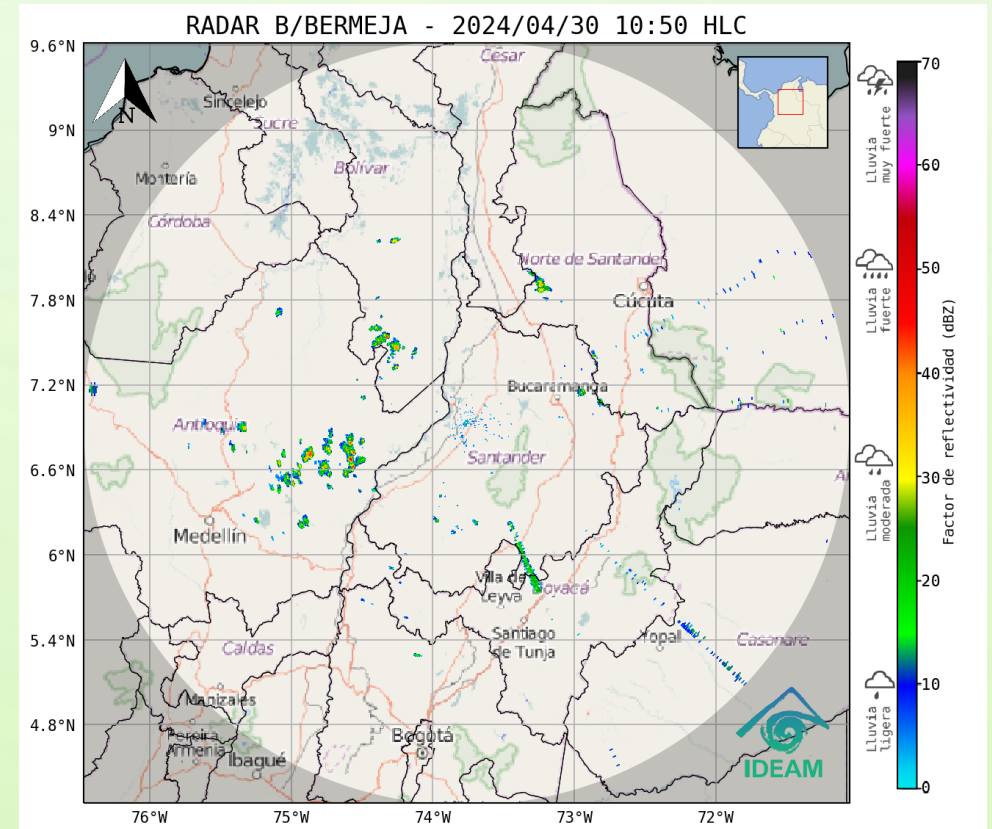 RADAR B/BERMEJA - 2024/04/30 10:50 HLC
9.6°N
9°N
8.4°N
7.8°N
7.2°N
6.6°N
6°N
5.4°N
4.8°N
76°W
75°W
74°W
73°W
72°W
N
Cesar
Sincelejo
Sucre
Bolívar
Montería
Córdoba
Norte de Santander
Cúcuta
Bucaramanga
Antioquia
Santander
Medellín
Villa de
Leyva
Boyacá
Santiago
de Tunja
Yopal
Casanare
Caldas
Manizales
Pereira
Armenia
Ibagué
Bogotá
IDEAM
70
60
50
40
30
20
10
0
Lluvia
muy fuerte
Lluvia
fuerte
Lluvia
moderada
Lluvia
ligera
Factor de reflectividad (dBZ)